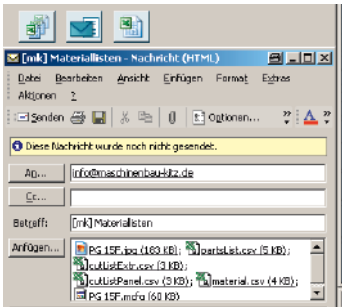 [mk] Materiallisten - Nachricht (HTML)
Datei Bearbeiten Ansicht Einfügen Format Extras
Aktionen ?
Senden Optionen... A
Diese Nachricht wurde noch nicht gesendet.
An... info@maschinenbau-kitz.de
Cc...
Betreff: [mk] Materiallisten
Anfügen... PG 15F.jpg (183 KB); partsList.csv (5 KB);
cutListExtr.csv (3 KB);
cutListPanel.csv (3 KB); material.csv (4 KB);
PG 15F.mcfg (60 KB)